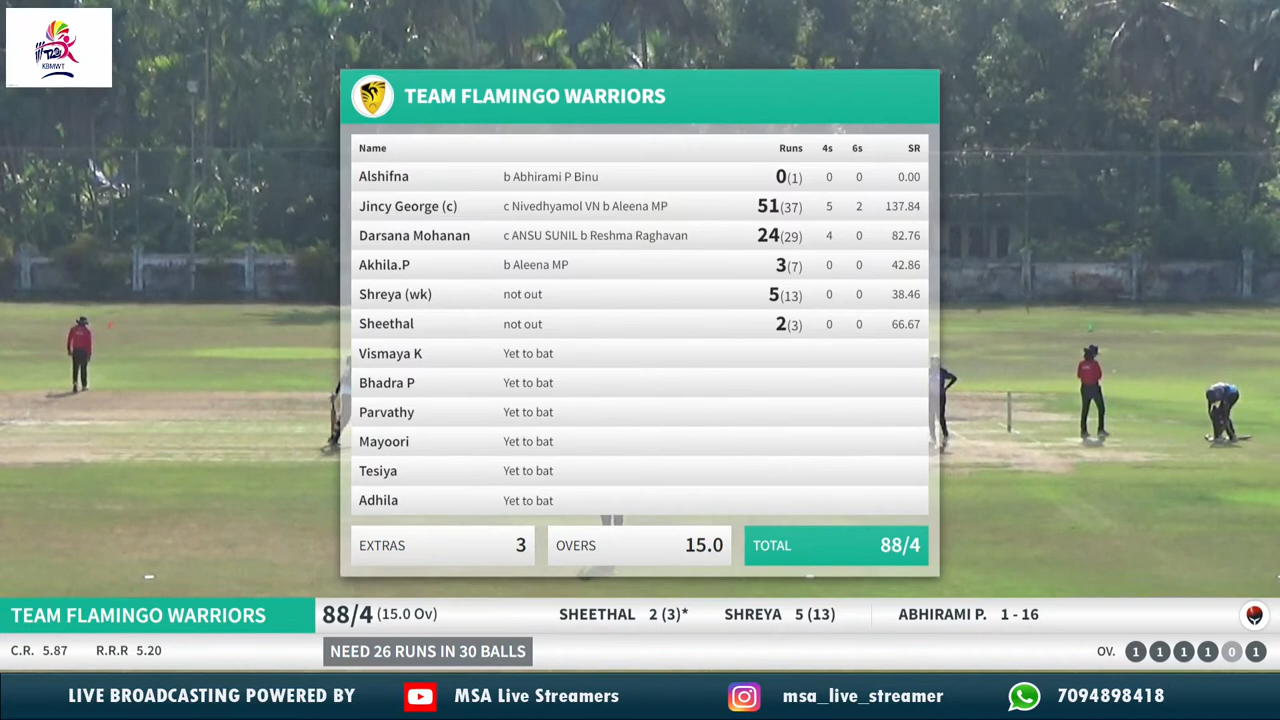 T20
KBMWT
TEAM FLAMINGO WARRIORS
Name Runs 4s 6s SR
Alshifna b Abhirami P Binu 0(1) 0 0 0.00
Jincy George (c) c Nivedhyamol VN b Aleena MP 51(37) 5 2 137.84
Darsana Mohanan c ANSU SUNIL b Reshma Raghavan 24(29) 4 0 82.76
Akhila.P b Aleena MP 3(7) 0 0 42.86
Shreya (wk) not out 5(13) 0 0 38.46
Sheethal not out 2(3) 0 0 66.67
Vismaya K Yet to bat
Bhadra P Yet to bat
Parvathy Yet to bat
Mayoori Yet to bat
Tesiya Yet to bat
Adhila Yet to bat
EXTRAS 3 OVERS 15.0 TOTAL 88/4
TEAM FLAMINGO WARRIORS 88/4 (15.0 Ov) SHEETHAL 2 (3)* SHREYA 5 (13) ABHIRAMI P. 1 - 16
C.R. 5.87 R.R.R 5.20 NEED 26 RUNS IN 30 BALLS OV. 1 1 1 1 0 1
LIVE BROADCASTING POWERED BY MSA Live Streamers msa_live_streamer 7094898418